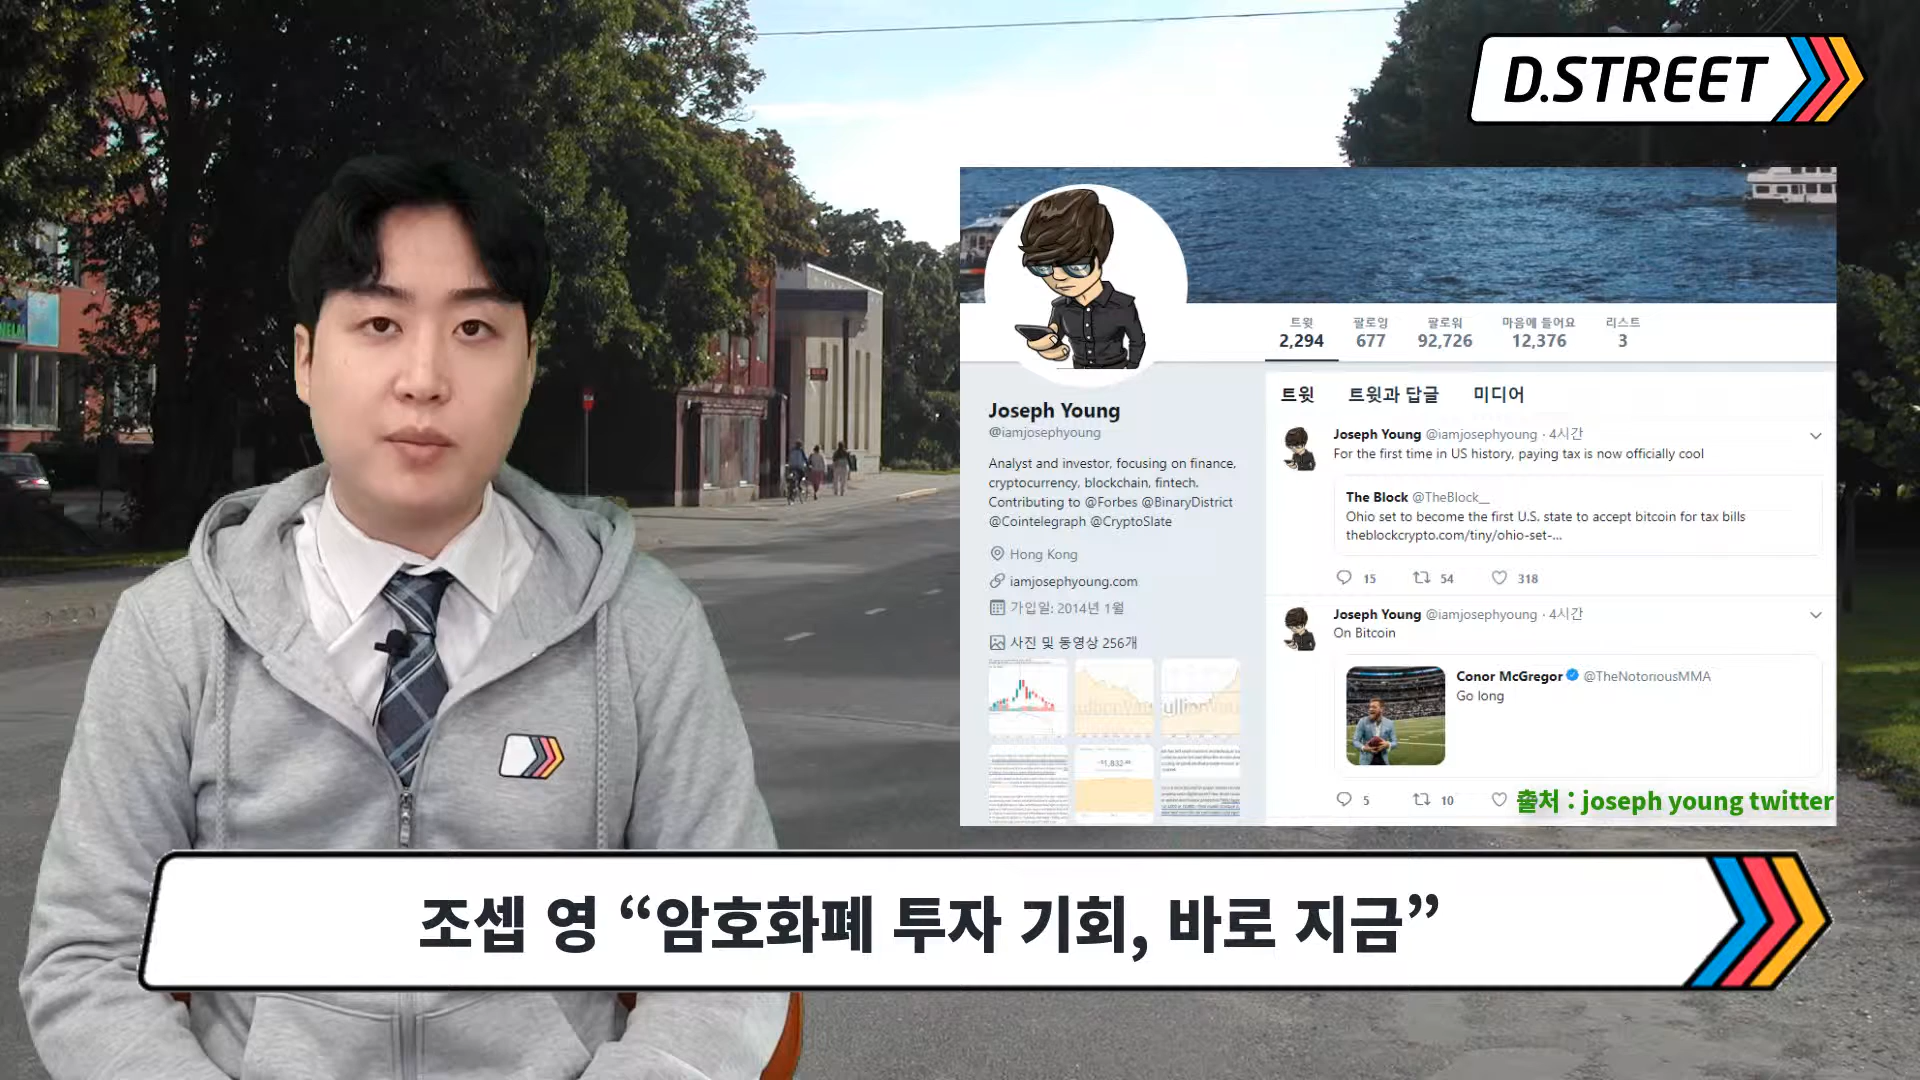 D.STREET
트윗 팔로잉 팔로워 마음에 들어요 리스트
2,294 677 92,726 12,376 3
Joseph Young
@iamjosephyoung
Analyst and investor, focusing on finance,
cryptocurrency, blockchain, fintech.
Contributing to @Forbes @BinaryDistrict
@Cointelegraph @CryptoSlate
Hong Kong
iamjosephyoung.com
가입일: 2014년 1월
사진 및 동영상 256개
트윗 트윗과 답글 미디어
Joseph Young @iamjosephyoung · 4시간
For the first time in US history, paying tax is now officially cool
The Block @TheBlock__
Ohio set to become the first U.S. state to accept bitcoin for tax bills
theblockcrypto.com/tiny/ohio-set-...
15 54 318
Joseph Young @iamjosephyoung · 4시간
On Bitcoin
Conor McGregor @TheNotoriousMMA
Go long
5 10
출처 : joseph young twitter
조셉 영 “암호화폐 투자 기회, 바로 지금”